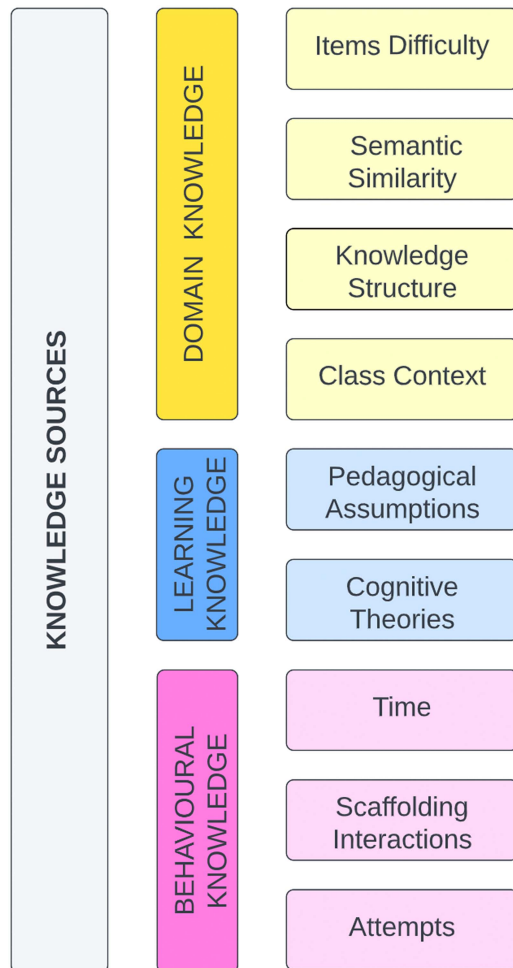 KNOWLEDGE SOURCES
DOMAIN KNOWLEDGE
Items Difficulty
Semantic
Similarity
Knowledge
Structure
Class Context
LEARNING
KNOWLEDGE
Pedagogical
Assumptions
Cognitive
Theories
BEHAVIOURAL
KNOWLEDGE
Time
Scaffolding
Interactions
Attempts